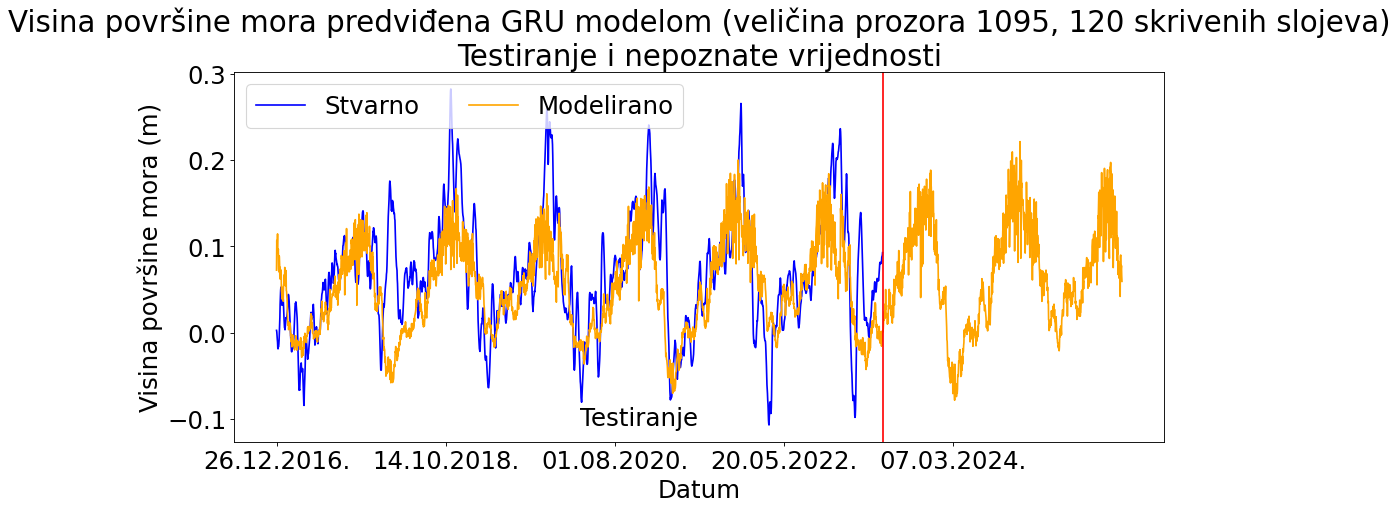 Visina površine mora predviđena GRU modelom (veličina prozora 1095, 120 skrivenih slojeva)
Testiranje i nepoznate vrijednosti
Stvarno
Modelirano
Visina površine mora (m)
0.3
0.2
0.1
0.0
−0.1
Testiranje
26.12.2016.
14.10.2018.
01.08.2020.
20.05.2022.
07.03.2024.
Datum